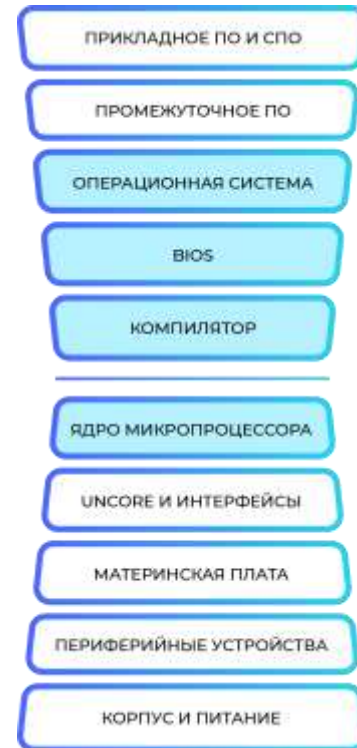 ПРИКЛАДНОЕ ПО И СПО
ПРОМЕЖУТОЧНОЕ ПО
ОПЕРАЦИОННАЯ СИСТЕМА
BIOS
КОМПИЛЯТОР
ЯДРО МИКРОПРОЦЕССОРА
UNCORE И ИНТЕРФЕЙСЫ
МАТЕРИНСКАЯ ПЛАТА
ПЕРИФЕРИЙНЫЕ УСТРОЙСТВА
КОРПУС И ПИТАНИЕ